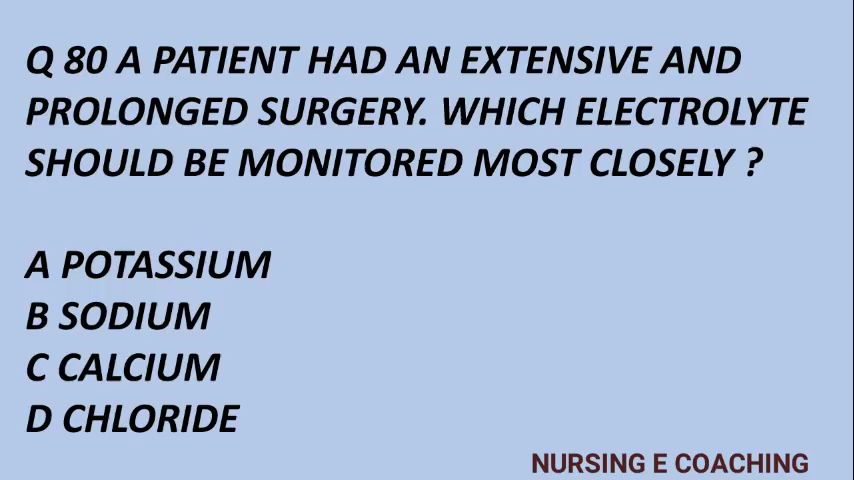 Q 80 A PATIENT HAD AN EXTENSIVE AND
PROLONGED SURGERY. WHICH ELECTROLYTE
SHOULD BE MONITORED MOST CLOSELY ?
A POTASSIUM
B SODIUM
C CALCIUM
D CHLORIDE
NURSING E COACHING